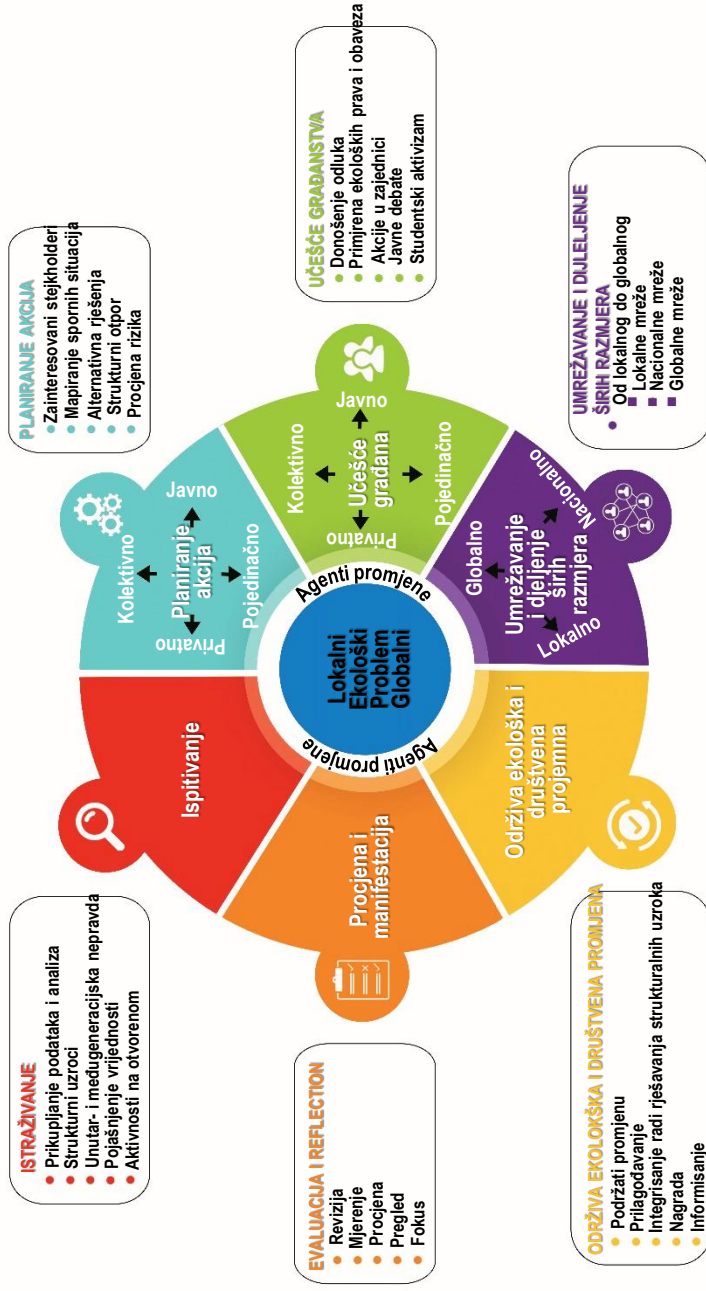 ISTRAŽIVANJE
Prikupljanje podataka i analiza
Strukturni uzroci
Unutar- i međugeneracijska nepravda
Pojašnjenje vrijednosti
Aktivnosti na otvorenom
PLANIRANJE AKCIJA
Zainteresovani stejkholderi
Mapiranje spornih situacija
Alternativna rješenja
Strukturni otpor
Procjena rizika
EVALUACIJA I REFLECTION
Revizija
Mjerenje
Procjena
Pregled
Fokus
UČEŠĆE GRAĐANSTVA
Donošenje odluka
Primjrena ekoloških prava i obaveza
Akcije u zajednici
Javne debate
Studentski aktivizam
ODRŽIVA EKOLOKŠKA I DRUŠTVENA PROMJENA
Podržati promjenu
Prilagođavanje
Integrisanje radi rješavanja strukturalnih uzroka
Nagrada
Informisanje
UMREŽAVANJE I DIJLELJENJE
ŠIRIH RAZMJERA
Od lokalnog do globalnog
Lokalne mreže
Nacionalne mreže
Globalne mreže
Ispitivanje
Kolektivno
Privatno
Planiranje
akcija
Javno
Pojedinačno
Procjena i
manifestacija
Agenti promjene
Lokalni
Ekološki
Problem
Globalni
Agenti promjene
Kolektivno
Privatno
Učešće
građana
Javno
Pojedinačno
Održiva ekološka i
društvena
projemna
Globalno
Umrežavanje
i djeljenje
širih
razmjera
Lokalno
Nacionalno